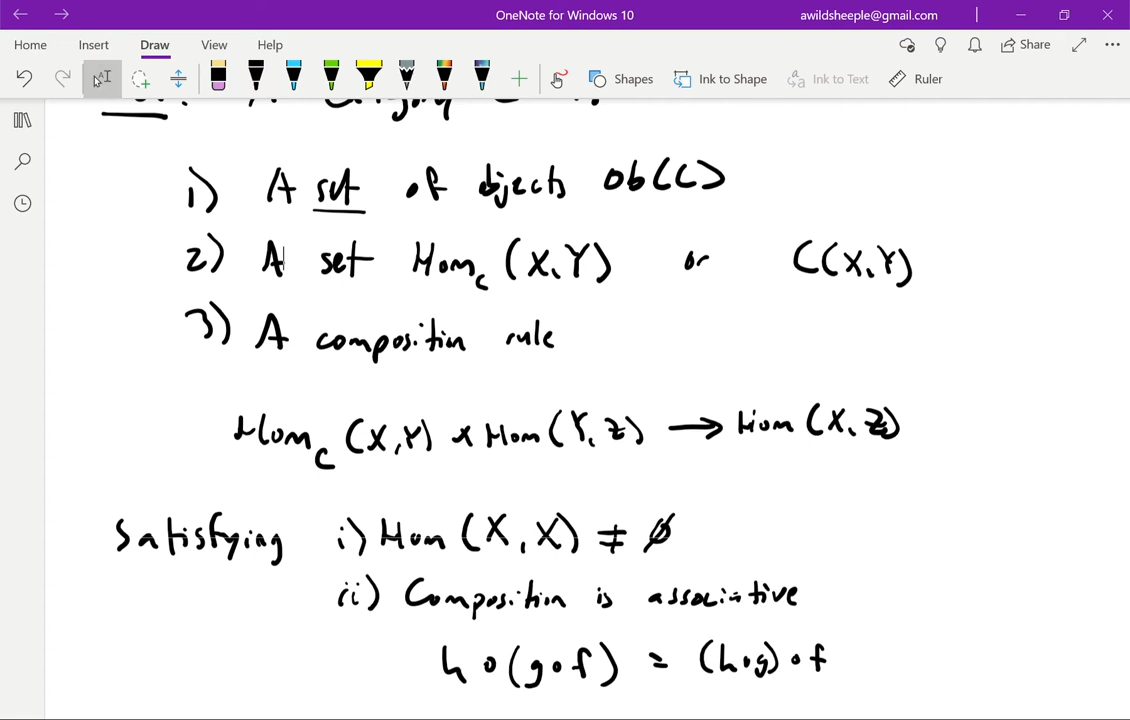 OneNote for Windows 10
awildsheeple@gmail.com
Home Insert Draw View Help
Share
Shapes Ink to Shape Ink to Text Ruler
1) A set of objects ob(C)
2) A set Hom_C (X,Y) or C(X,Y)
3) A composition rule
Hom_C (X,Y) x Hom(Y,Z) → Hom(X,Z)
Satisfying i) Hom(X,X) ≠ ∅
ii) Composition is associative
h∘(g∘f) = (h∘g)∘f